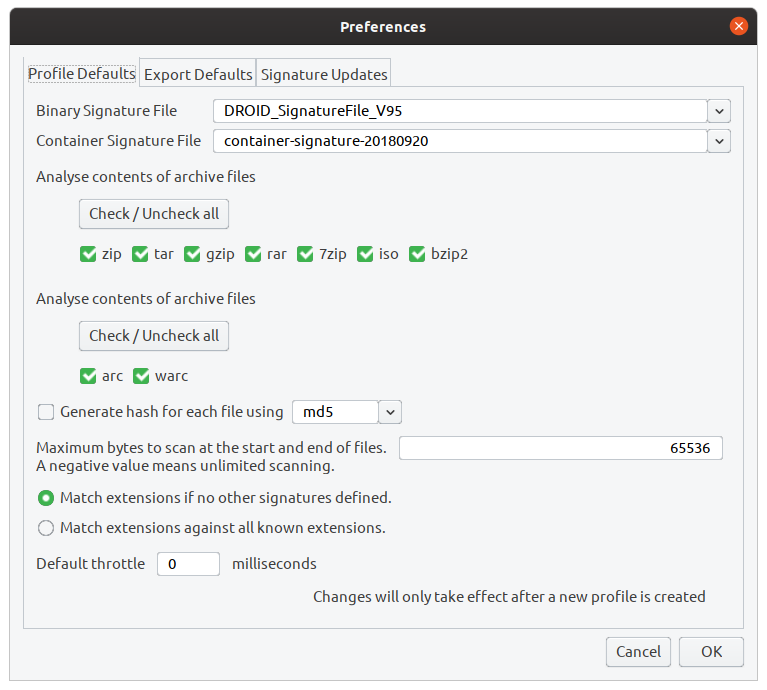 Preferences
Profile Defaults Export Defaults Signature Updates
Binary Signature File DROID_SignatureFile_V95
Container Signature File container-signature-20180920
Analyse contents of archive files
Check / Uncheck all
zip tar gzip rar 7zip iso bzip2
Analyse contents of archive files
Check / Uncheck all
arc warc
Generate hash for each file using md5
Maximum bytes to scan at the start and end of files. 65536
A negative value means unlimited scanning.
Match extensions if no other signatures defined.
Match extensions against all known extensions.
Default throttle 0 milliseconds
Changes will only take effect after a new profile is created
Cancel OK